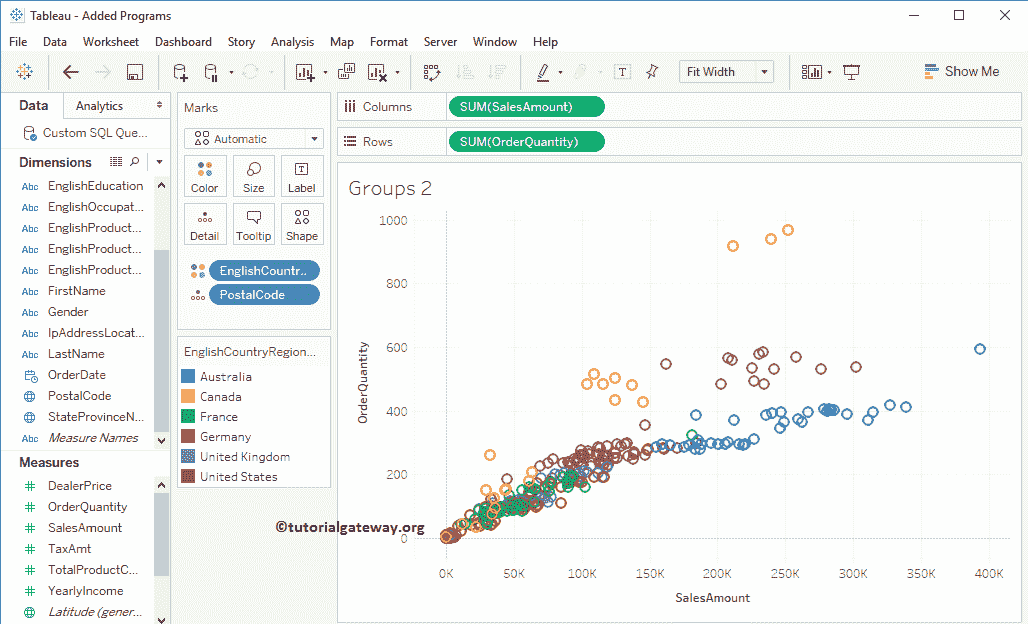 Tableau - Added Programs
File Data Worksheet Dashboard Story Analysis Map Format Server Window Help
Fit Width
Show Me
Data Analytics
Custom SQL Que...
Dimensions
Abc EnglishEducation
Abc EnglishOccupat...
Abc EnglishProduct...
Abc EnglishProduct...
Abc EnglishProduct...
Abc FirstName
Abc Gender
Abc IpAddressLocat...
Abc LastName
OrderDate
PostalCode
StateProvinceN...
Abc Measure Names
Measures
# DealerPrice
# OrderQuantity
# SalesAmount
# TaxAmt
# TotalProductC...
# YearlyIncome
Latitude (gener...
Marks
Automatic
Color Size Label
Detail Tooltip Shape
EnglishCountr..
PostalCode
EnglishCountryRegion...
Australia
Canada
France
Germany
United Kingdom
United States
Columns SUM(SalesAmount)
Rows SUM(OrderQuantity)
Groups 2
OrderQuantity
1000
800
600
400
200
0
0K 50K 100K 150K 200K 250K 300K 350K 400K
SalesAmount
©tutorialgateway.org